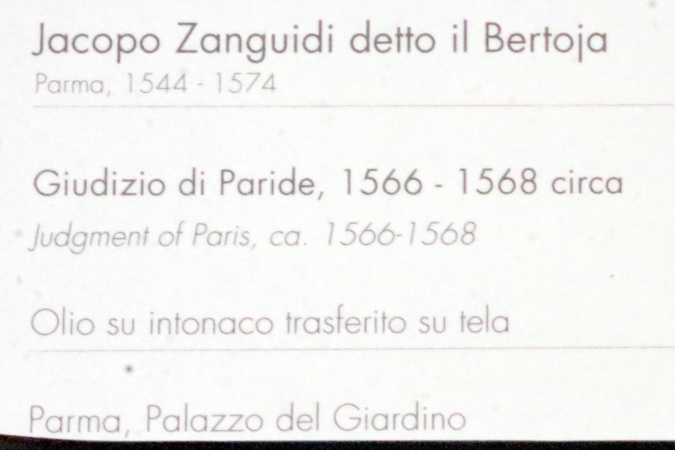 Jacopo Zanguidi detto il Bertoja
Parma, 1544 - 1574
Giudizio di Paride, 1566 - 1568 circa
Judgment of Paris, ca. 1566-1568
Olio su intonaco trasferito su tela
Parma, Palazzo del Giardino